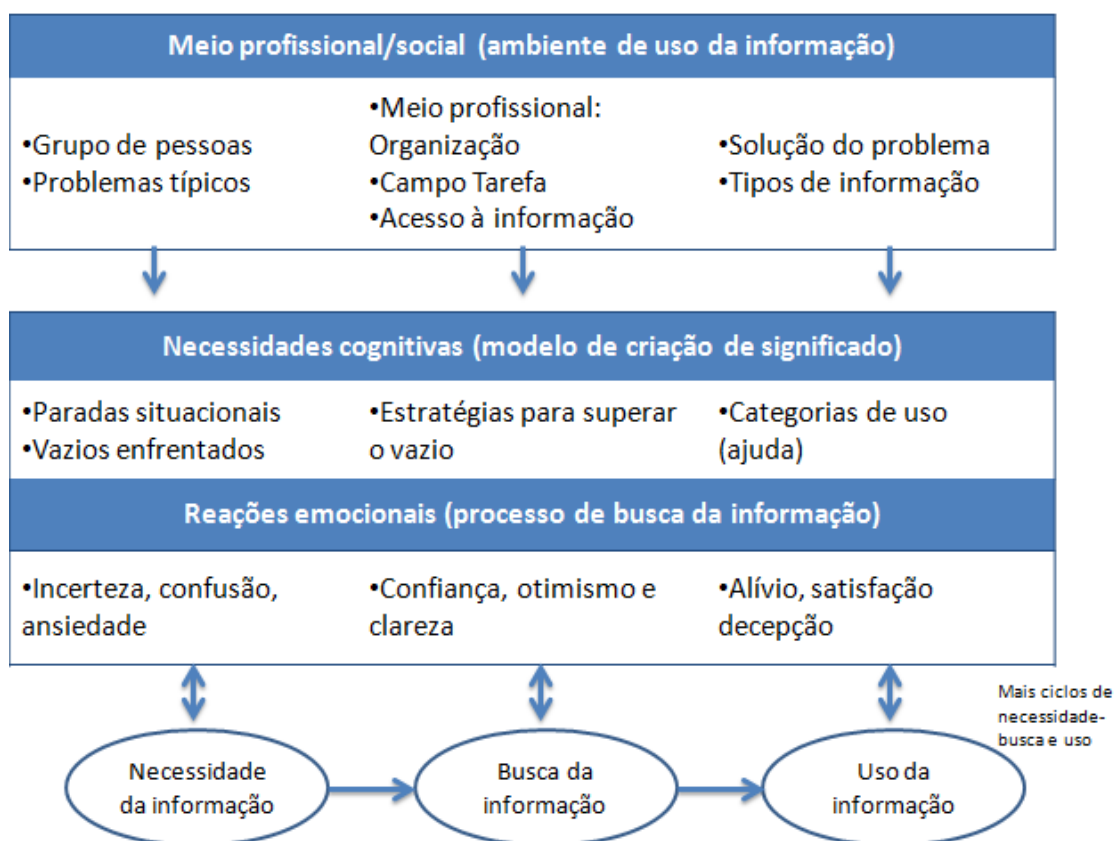 Meio profissional/social (ambiente de uso da informação)
•Grupo de pessoas
•Problemas típicos
•Meio profissional:
Organização
•Campo Tarefa
•Acesso à informação
•Solução do problema
•Tipos de informação
Necessidades cognitivas (modelo de criação de significado)
•Paradas situacionais
•Vazios enfrentados
•Estratégias para superar
o vazio
•Categorias de uso
(ajuda)
Reações emocionais (processo de busca da informação)
•Incerteza, confusão,
ansiedade
•Confiança, otimismo e
clareza
•Alívio, satisfação
decepção
Mais ciclos de
necessidade-
busca e uso
Necessidade
da informação
Busca da
informação
Uso da
informação